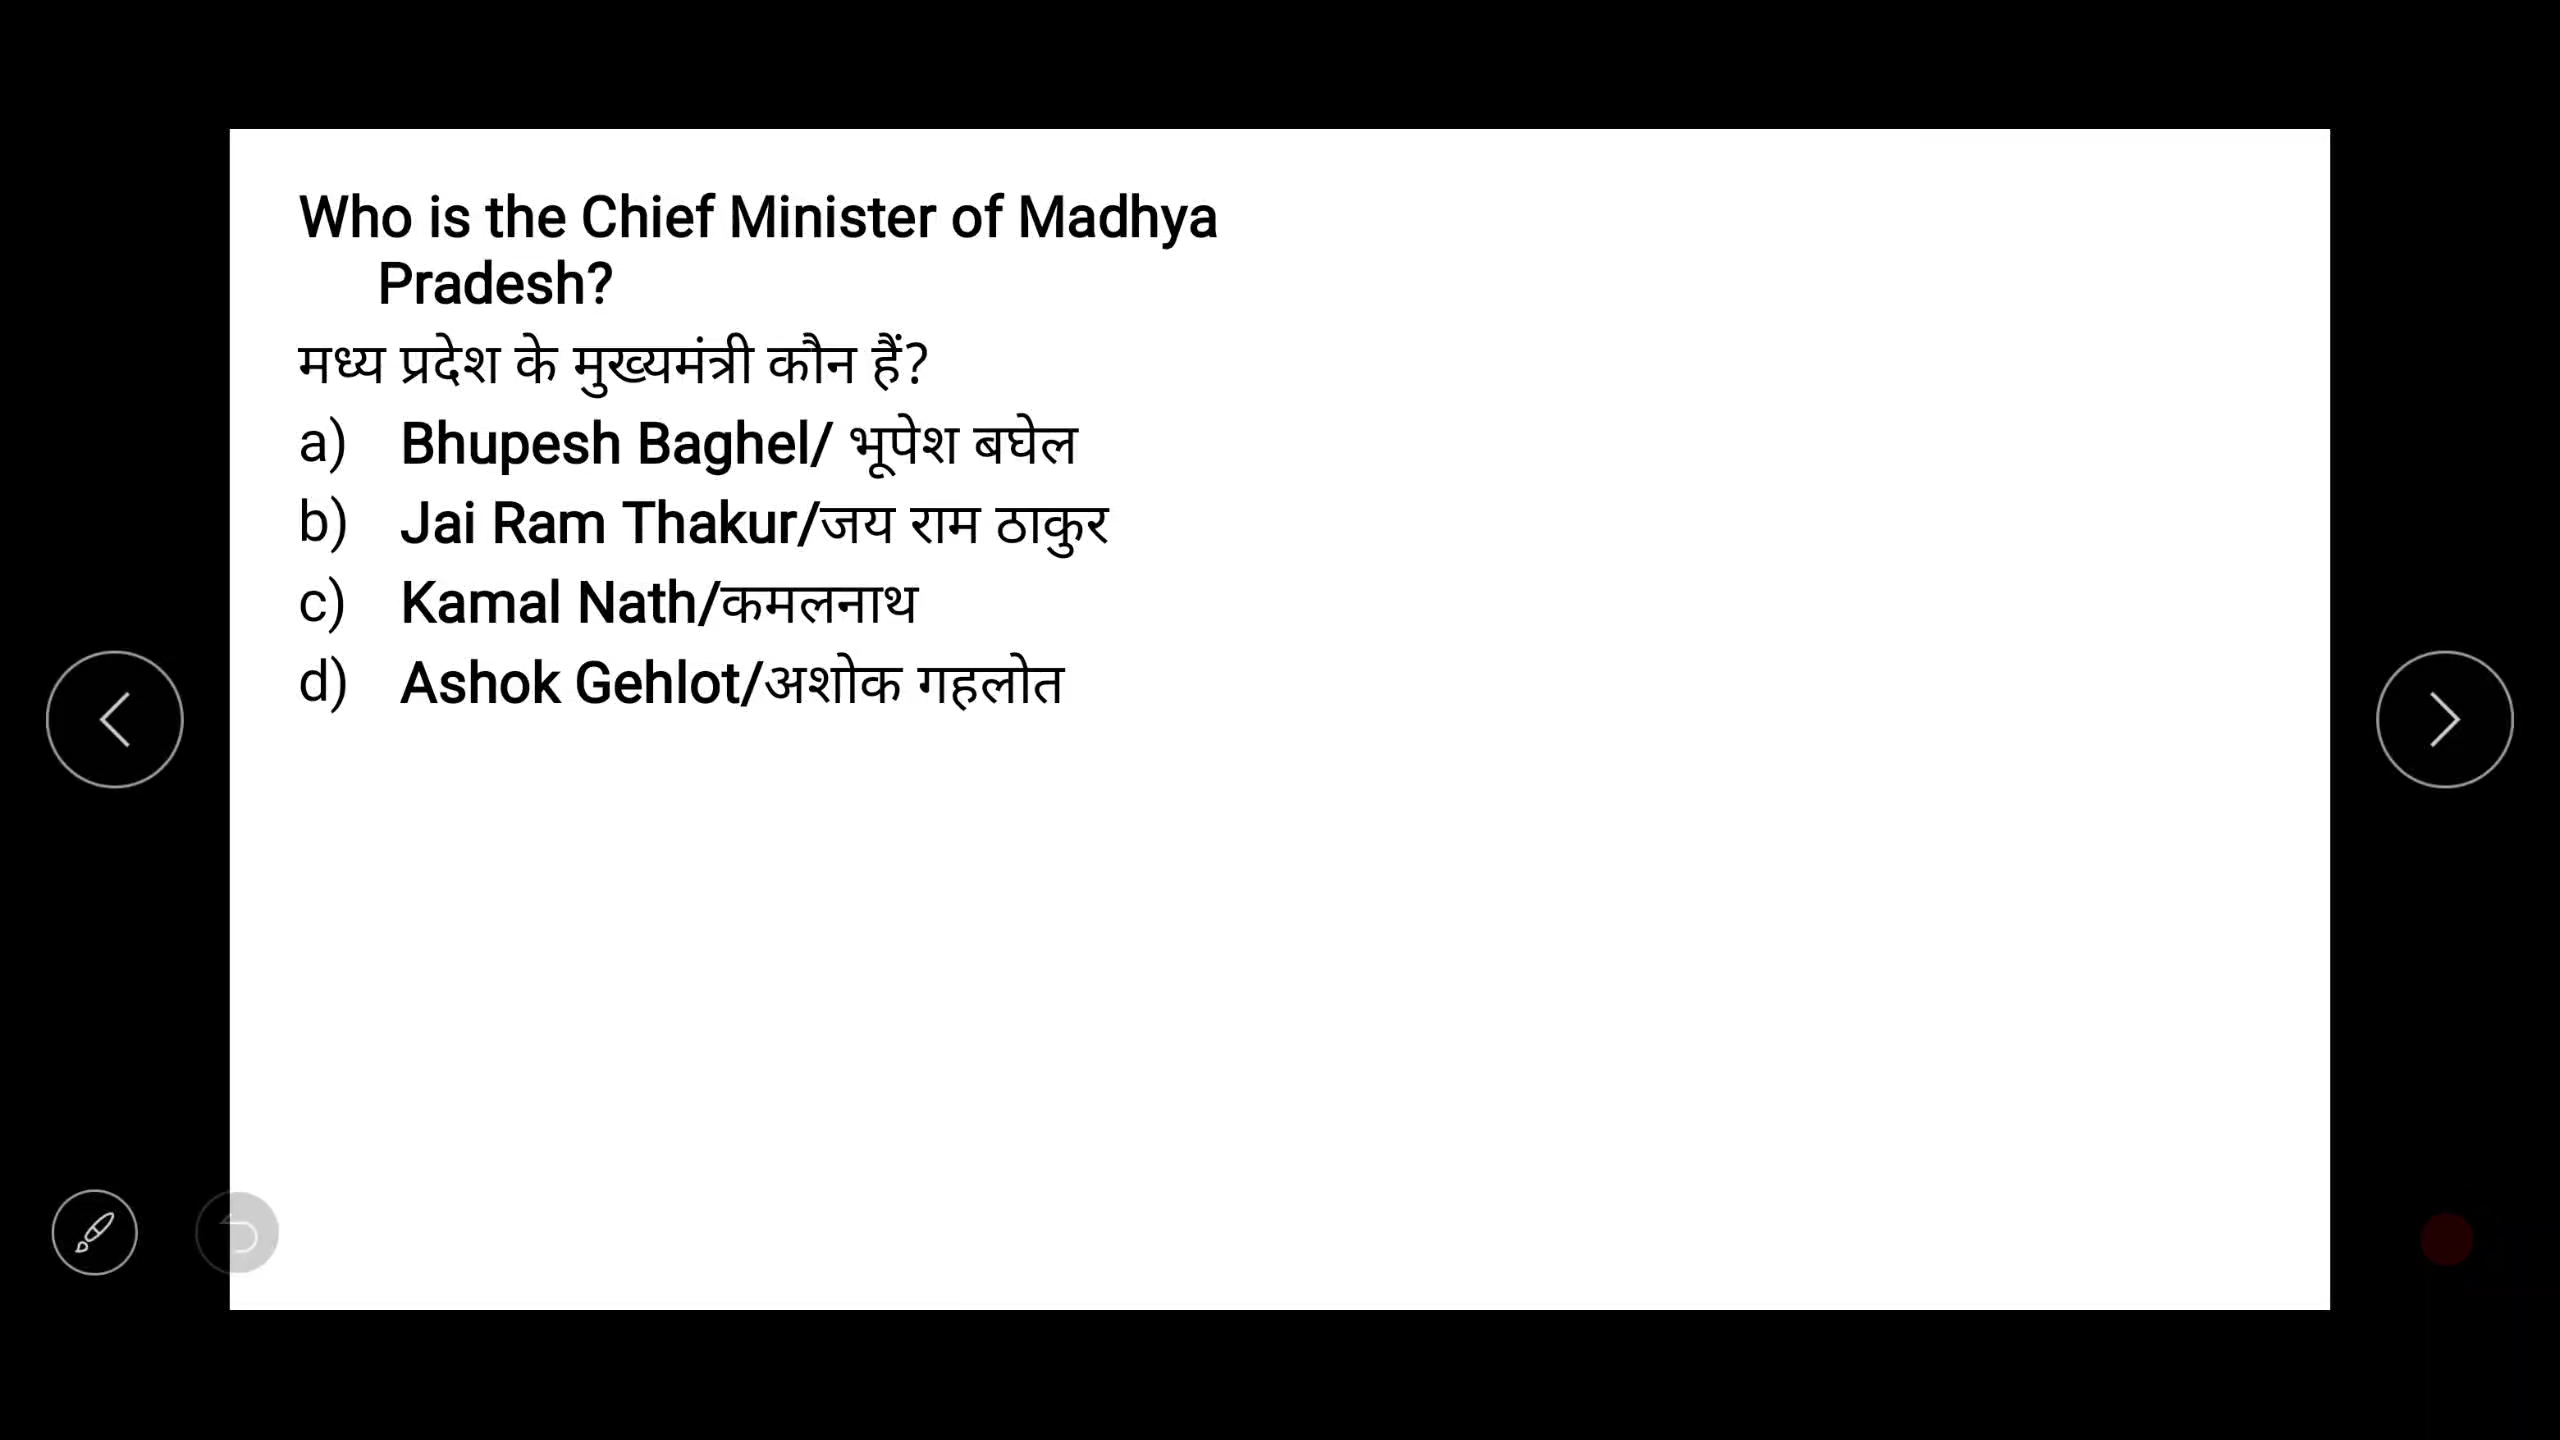 Who is the Chief Minister of Madhya
Pradesh?
मध्य प्रदेश के मुख्यमंत्री कौन हैं?
a) Bhupesh Baghel/ भूपेश बघेल
b) Jai Ram Thakur/जय राम ठाकुर
c) Kamal Nath/कमलनाथ
d) Ashok Gehlot/अशोक गहलोत